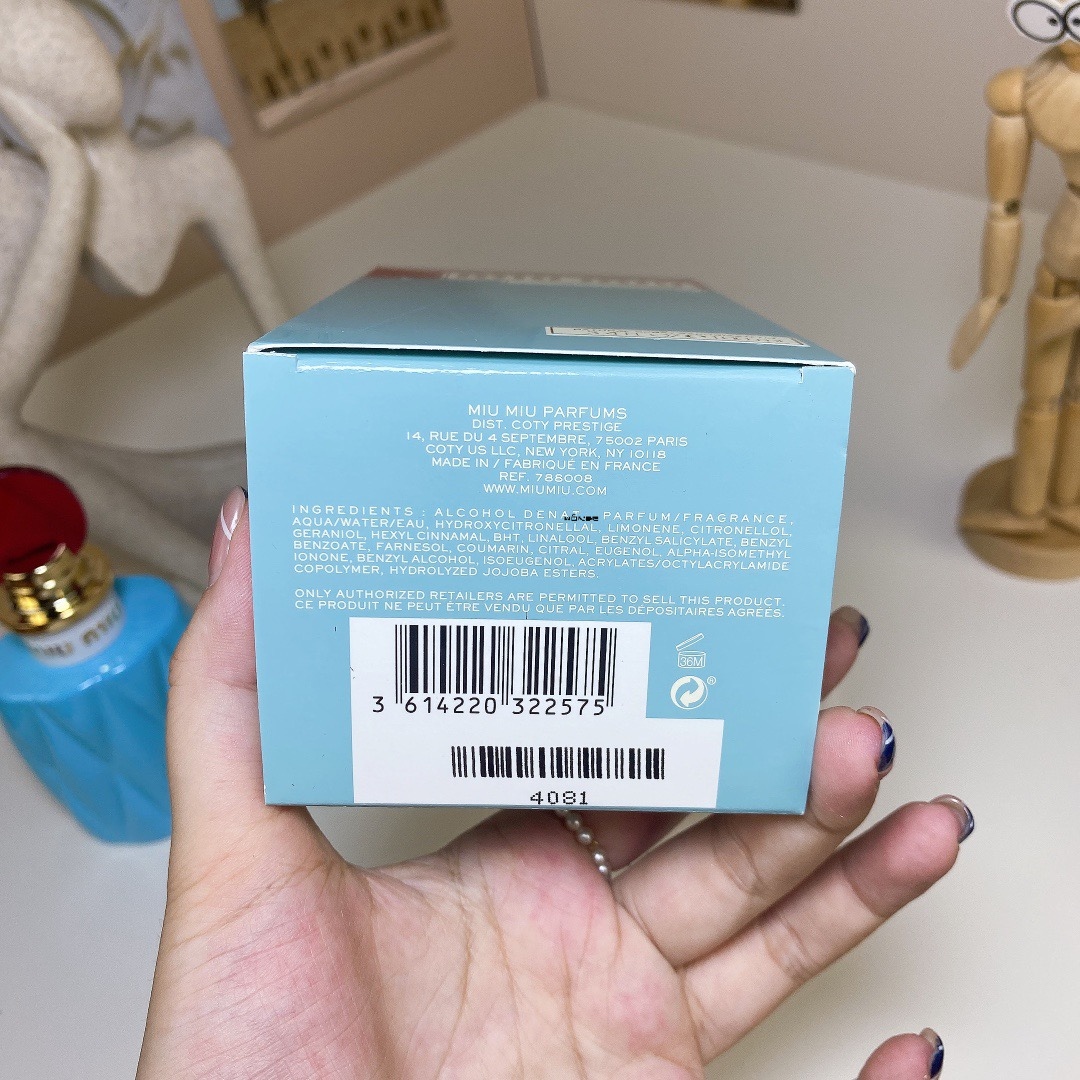 MIU MIU PARFUMS
DIST. COTY PRESTIGE
14, RUE DU 4 SEPTEMBRE, 75002 PARIS
COTY US LLC, NEW YORK, NY 10118
MADE IN / FABRIQUÉ EN FRANCE
REF. 788008
WWW.MIUMIU.COM
INGREDIENTS : ALCOHOL DENAT., PARFUM/FRAGRANCE,
AQUA/WATER/EAU, HYDROXYCITRONELLAL, LIMONENE, CITRONELLOL,
GERANIOL, HEXYL CINNAMAL, BHT, LINALOOL, BENZYL SALICYLATE, BENZYL
BENZOATE, FARNESOL, COUMARIN, CITRAL, EUGENOL, ALPHA-ISOMETHYL
IONONE, BENZYL ALCOHOL, ISOEUGENOL, ACRYLATES/OCTYLACRYLAMIDE
COPOLYMER, HYDROLYZED JOJOBA ESTERS.
ONLY AUTHORIZED RETAILERS ARE PERMITTED TO SELL THIS PRODUCT.
CE PRODUIT NE PEUT ÊTRE VENDU QUE PAR LES DÉPOSITAIRES AGRÉÉS.
36M
®
3 614220 322575
4081